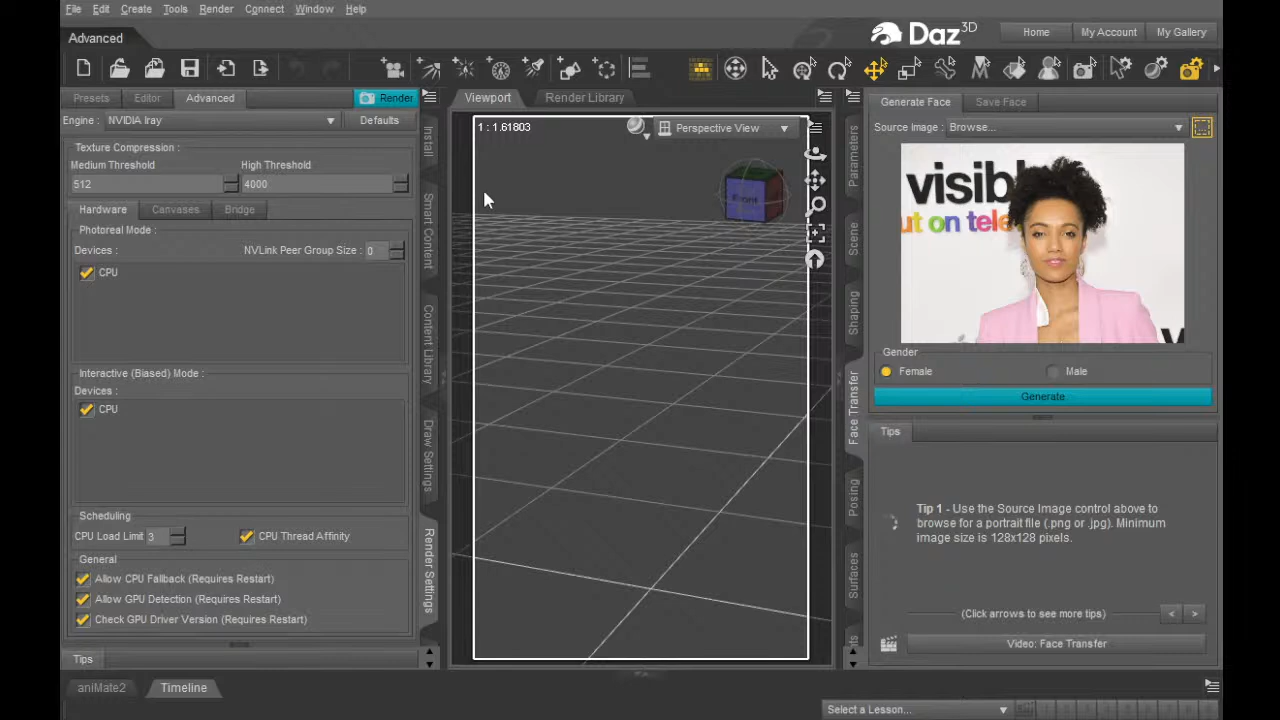 File Edit Create Tools Render Connect Window Help
Advanced
Daz 3D
Home My Account My Gallery
Presets Editor Advanced Render
Engine : NVIDIA Iray Defaults
Texture Compression :
Medium Threshold High Threshold
512 4000
Hardware Canvases Bridge
Photoreal Mode :
Devices : NVLink Peer Group Size : 0
CPU
Interactive (Biased) Mode :
Devices :
CPU
Scheduling
CPU Load Limit 3 CPU Thread Affinity
General
Allow CPU Fallback (Requires Restart)
Allow GPU Detection (Requires Restart)
Check GPU Driver Version (Requires Restart)
Tips
Install
Smart Content
Content Library
Draw Settings
Render Settings
Viewport Render Library
1 : 1.61803
Perspective View
Front
Parameters
Scene
Shaping
Face Transfer
Posing
Surfaces
Generate Face Save Face
Source Image : Browse...
visib
ut on tele
Gender
Female Male
Generate
Tips
Tip 1 - Use the Source Image control above to
browse for a portrait file (.png or .jpg). Minimum
image size is 128x128 pixels.
(Click arrows to see more tips) < >
Video: Face Transfer
aniMate2 Timeline
Select a Lesson...